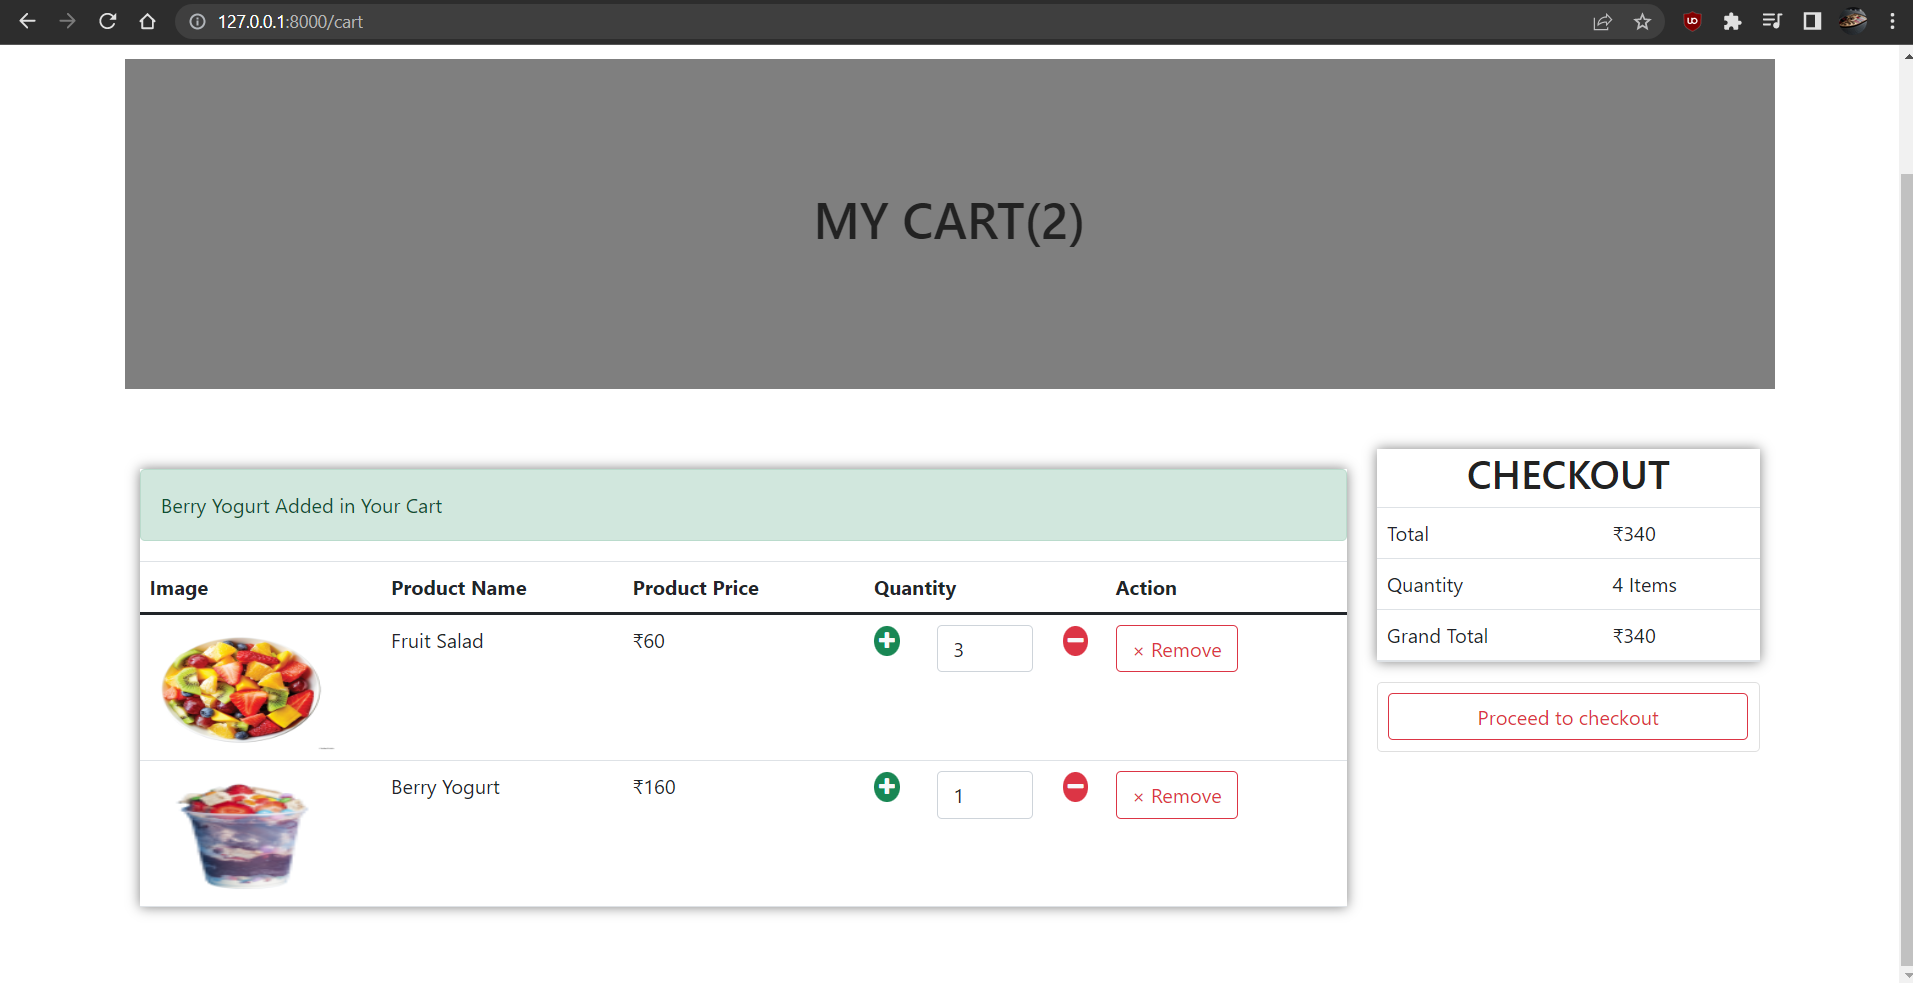 127.0.0.1:8000/cart
MY CART(2)
Berry Yogurt Added in Your Cart
Image Product Name Product Price Quantity Action
Fruit Salad ₹60 3 × Remove
Berry Yogurt ₹160 1 × Remove
CHECKOUT
Total ₹340
Quantity 4 Items
Grand Total ₹340
Proceed to checkout